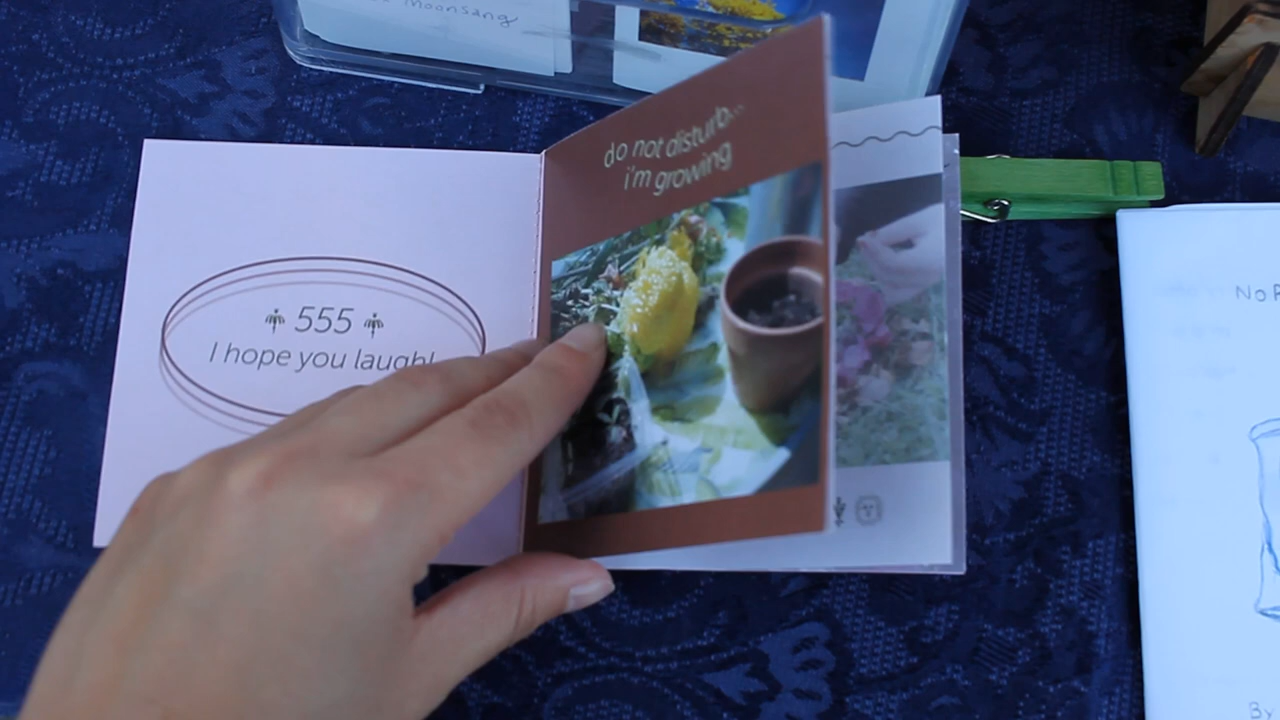 Moonsang
555
I hope you laugh!
do not disturb...
i'm growing
No
By